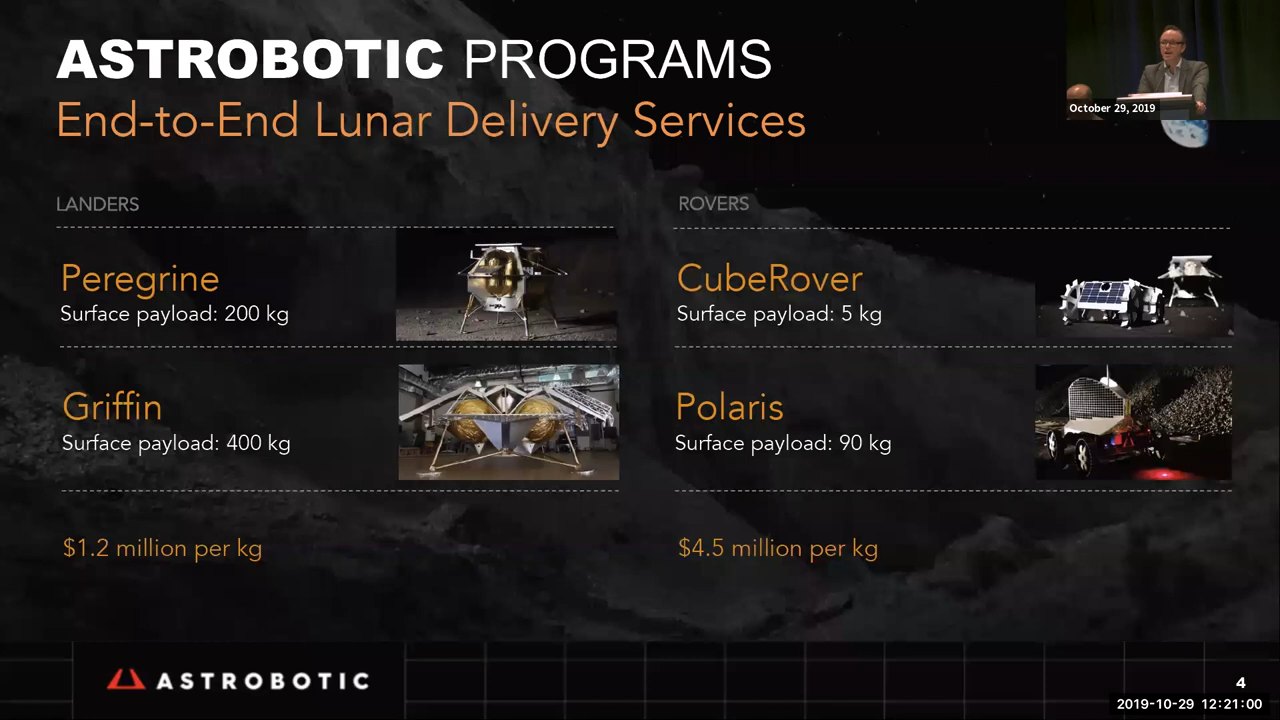 ASTROBOTIC PROGRAMS
End-to-End Lunar Delivery Services
October 29, 2019
LANDERS
Peregrine
Surface payload: 200 kg
Griffin
Surface payload: 400 kg
$1.2 million per kg
ROVERS
CubeRover
Surface payload: 5 kg
Polaris
Surface payload: 90 kg
$4.5 million per kg
ASTROBOTIC
4
2019-10-29 12:21:00